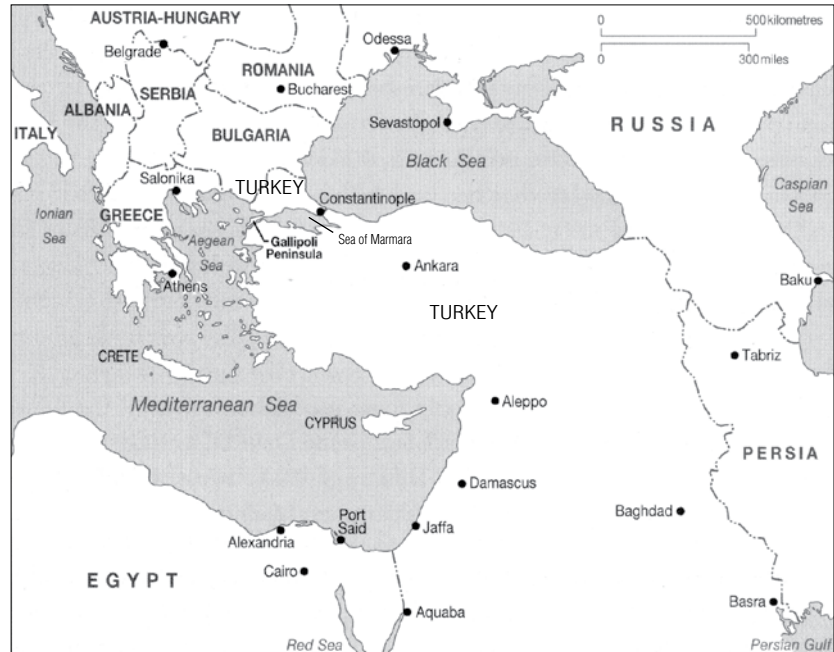 AUSTRIA-HUNGARY
0 500 kilometres
0 300 miles
Odessa
Belgrade
ROMANIA
Bucharest
SERBIA
ALBANIA
ITALY
Sevastopol
RUSSIA
BULGARIA
Black Sea
Salonika
TURKEY
Caspian
Sea
Constantinople
Ionian
Sea
GREECE
Sea of Marmara
Aegean
Sea
Gallipoli
Peninsula
Ankara
Athens
Baku
TURKEY
CRETE
Tabriz
Mediterranean Sea
Aleppo
CYPRUS
PERSIA
Damascus
Baghdad
Port
Said
Jaffa
Alexandria
Cairo
EGYPT
Basra
Aquaba
Red Sea
Persian Gulf